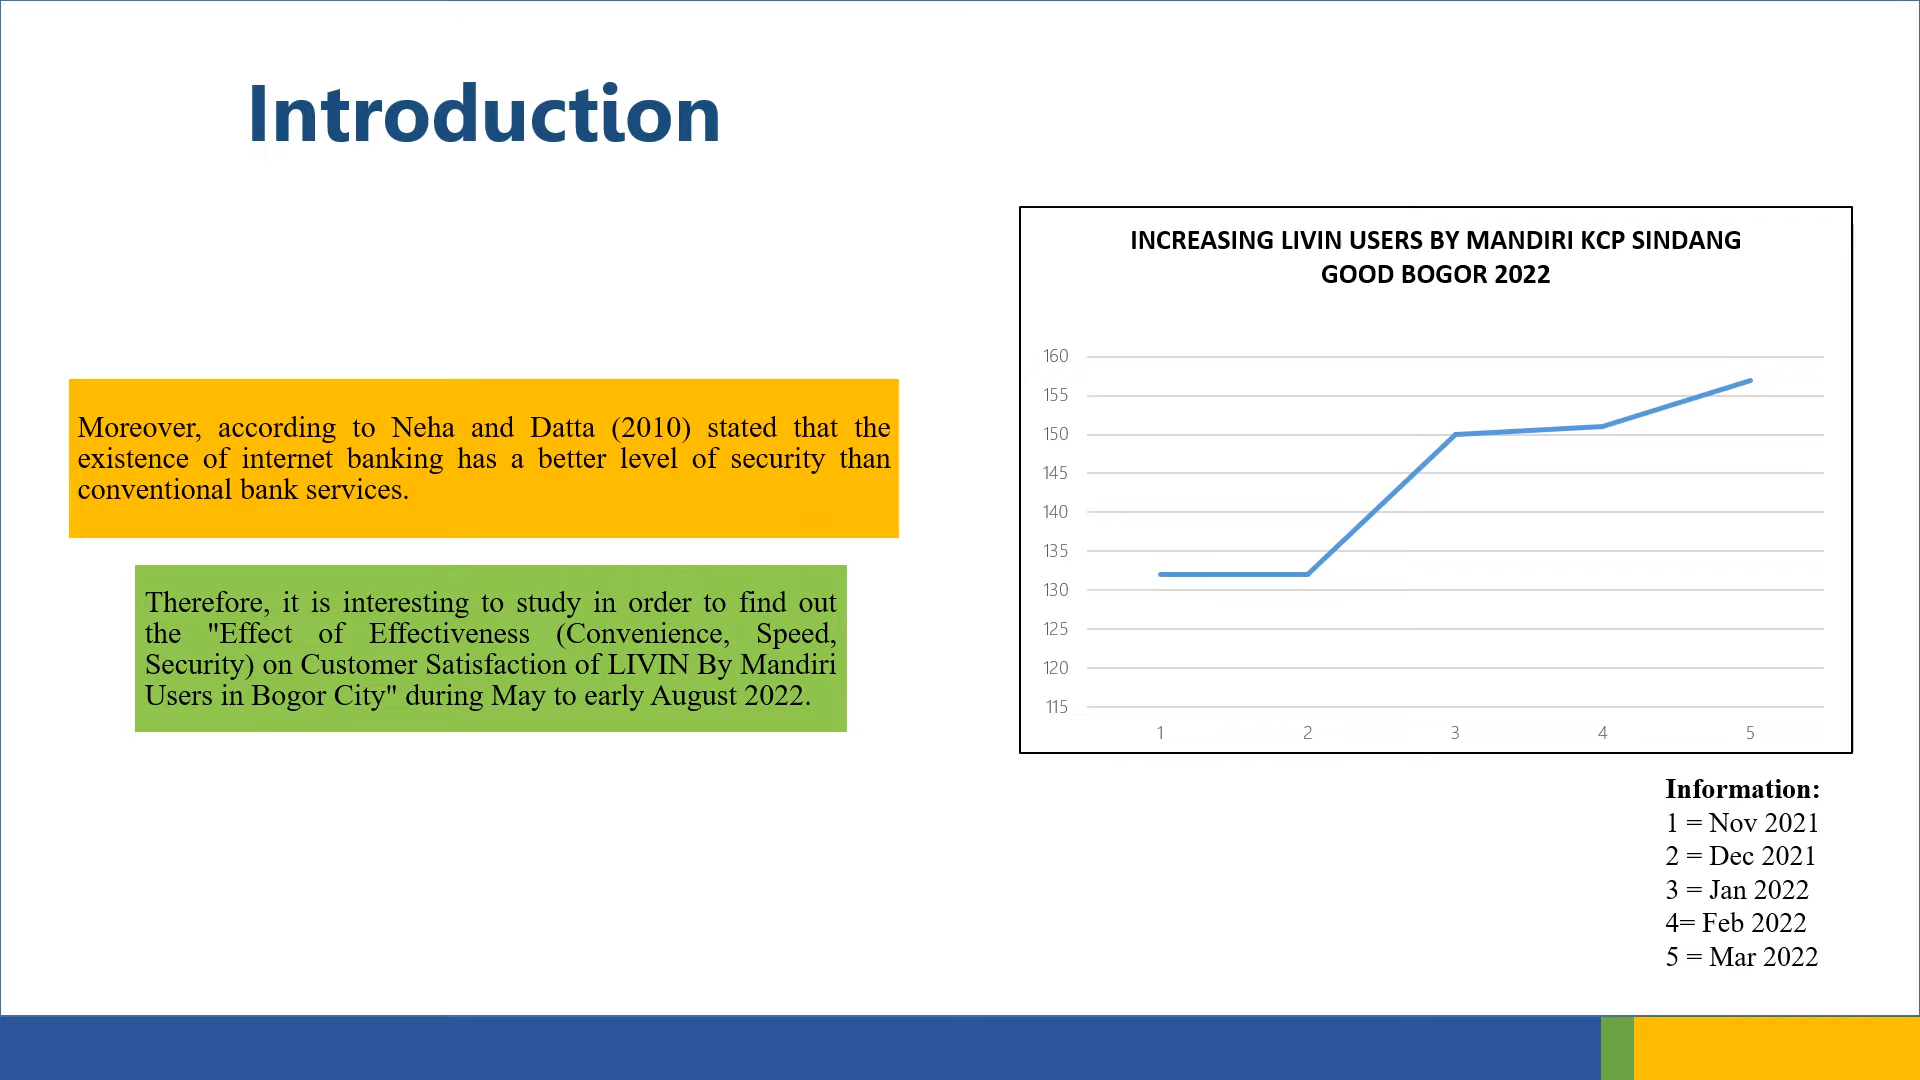 Introduction
Moreover, according to Neha and Datta (2010) stated that the
existence of internet banking has a better level of security than
conventional bank services.
Therefore, it is interesting to study in order to find out
the "Effect of Effectiveness (Convenience, Speed,
Security) on Customer Satisfaction of LIVIN By Mandiri
Users in Bogor City" during May to early August 2022.
INCREASING LIVIN USERS BY MANDIRI KCP SINDANG
GOOD BOGOR 2022
160
155
150
145
140
135
130
125
120
115
1 2 3 4 5
Information:
1 = Nov 2021
2 = Dec 2021
3 = Jan 2022
4= Feb 2022
5 = Mar 2022